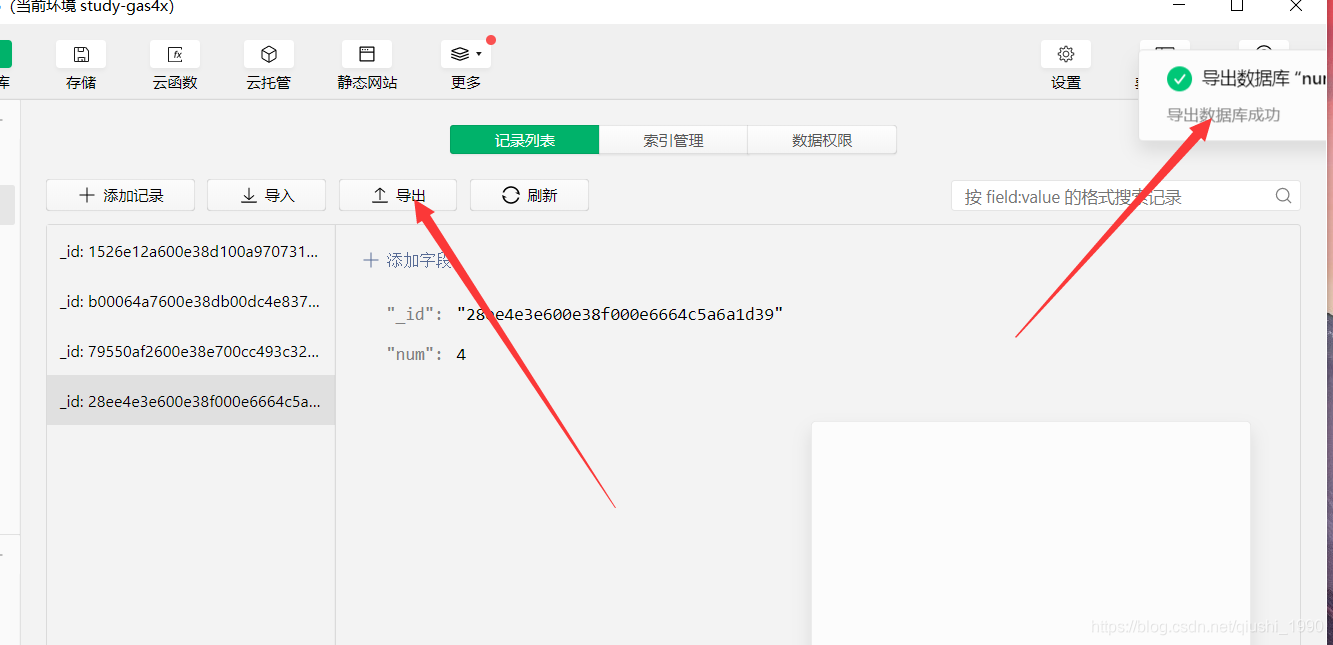 (当前环境 study-gas4x)
库
存储
云函数
云托管
静态网站
更多
设置
导出数据库 “nu
导出数据库成功
记录列表
索引管理
数据权限
添加记录
导入
导出
刷新
按 field:value 的格式搜索记录
_id: 1526e12a600e38d100a970731...
_id: b00064a7600e38db00dc4e837...
_id: 79550af2600e38e700cc493c32...
_id: 28ee4e3e600e38f000e6664c5a...
添加字段
"_id": "28ee4e3e600e38f000e6664c5a6a1d39"
"num": 4
https://blog.csdn.net/qiushi_1990